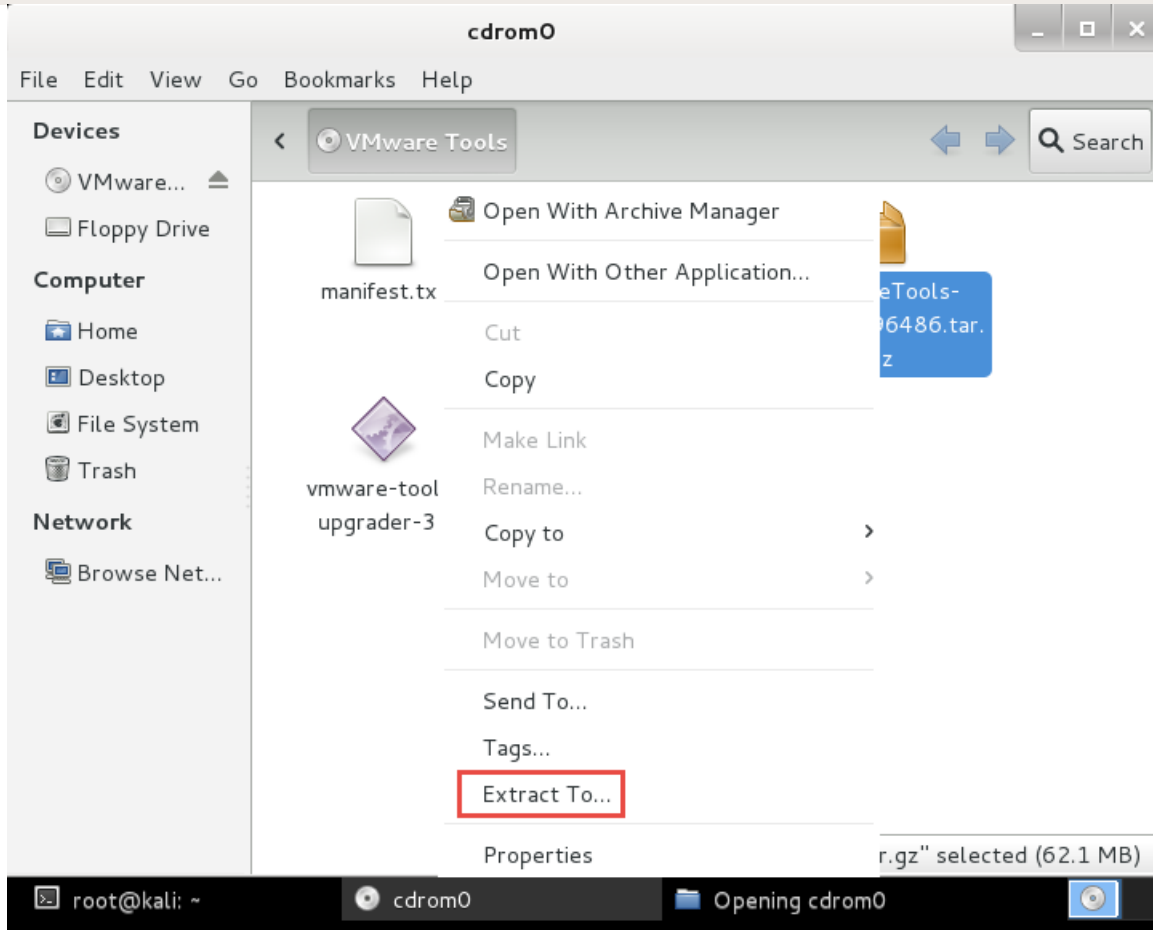 cdrom0
File Edit View Go Bookmarks Help
Devices
VMware...
Floppy Drive
Computer
Home
Desktop
File System
Trash
Network
Browse Net...
VMware Tools
Search
manifest.tx
vmware-tool
upgrader-3
Open With Archive Manager
Open With Other Application...
Cut
Copy
Make Link
Rename...
Copy to
Move to
Move to Trash
Send To...
Tags...
Extract To...
Properties
eTools-
96486.tar.
z
r.gz" selected (62.1 MB)
root@kali: ~
cdrom0
Opening cdrom0